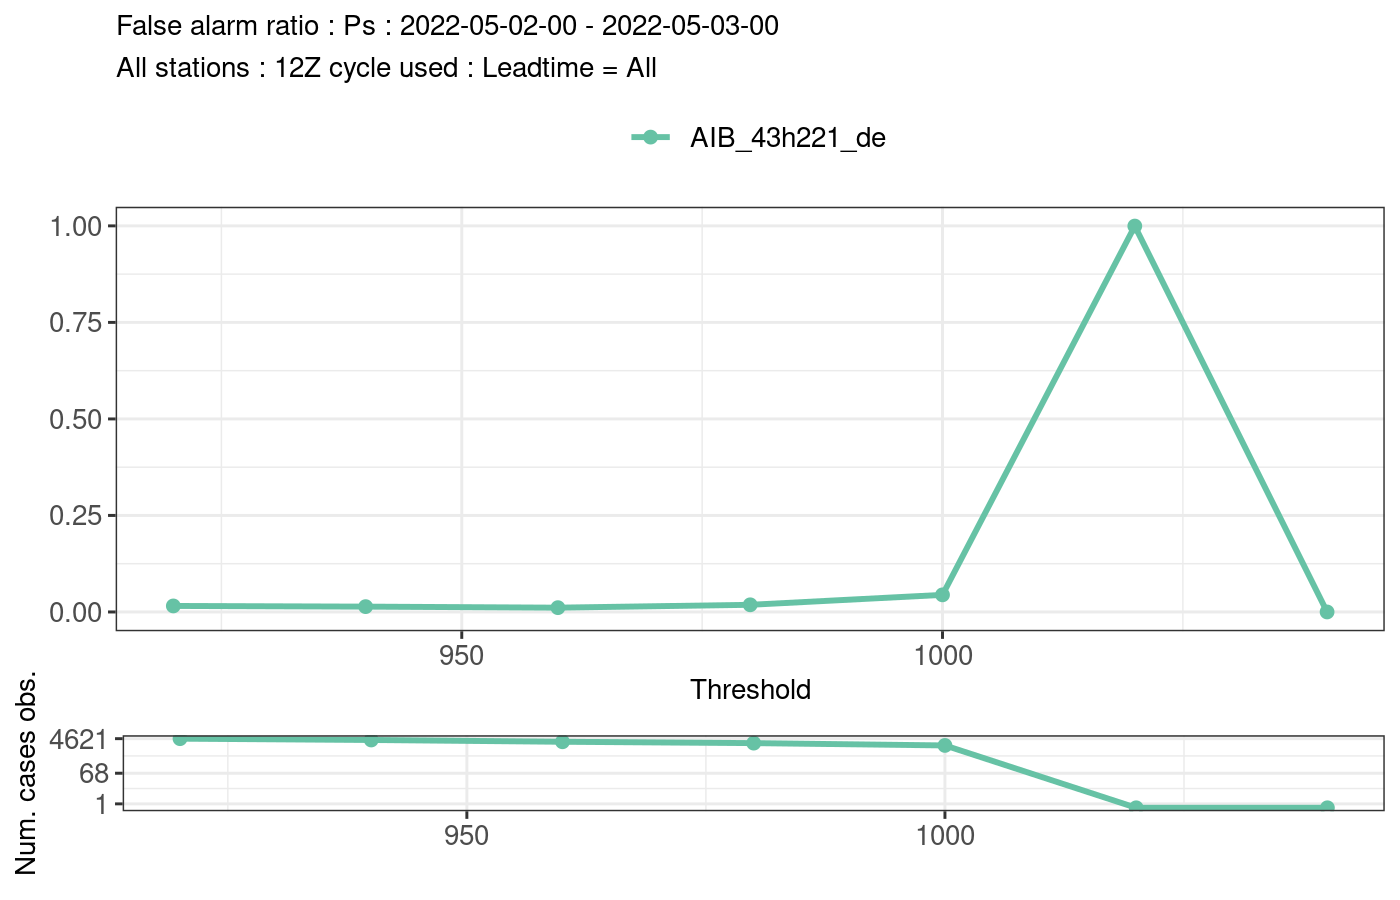 False alarm ratio : Ps : 2022-05-02-00 - 2022-05-03-00
All stations : 12Z cycle used : Leadtime = All
AIB_43h221_de
1.00
0.75
0.50
0.25
0.00
950
1000
Threshold
Num. cases obs.
4621
68
1
950
1000